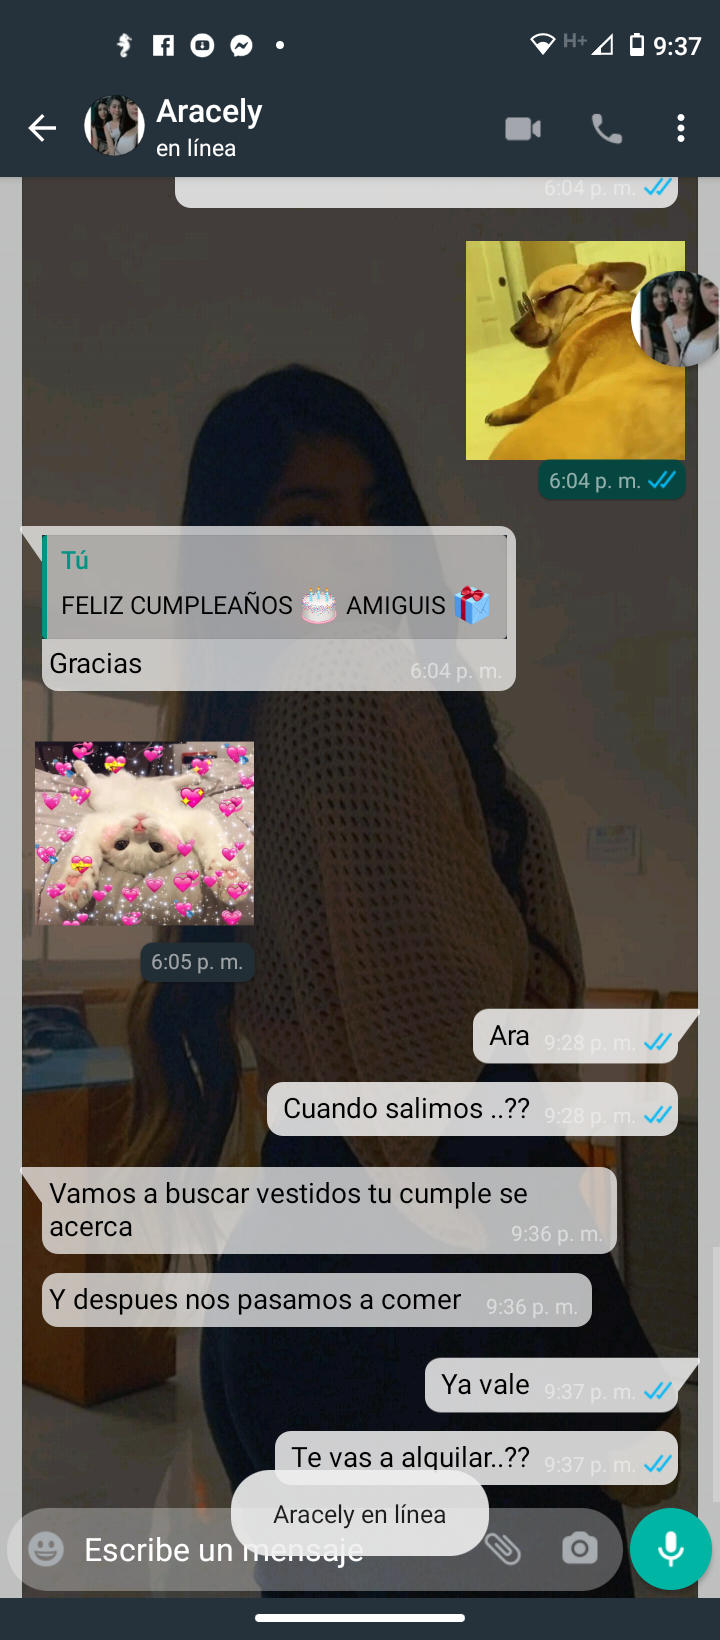 H+ 9:37
Aracely
en línea
6:04 p. m.
6:04 p. m.
Tú
FELIZ CUMPLEAÑOS 🎂 AMIGUIS 🎁
Gracias 6:04 p. m.
6:05 p. m.
Ara 9:28 p. m.
Cuando salimos ..?? 9:28 p. m.
Vamos a buscar vestidos tu cumple se
acerca 9:36 p. m.
Y despues nos pasamos a comer 9:36 p. m.
Ya vale 9:37 p. m.
Te vas a alquilar..?? 9:37 p. m.
Aracely en línea
Escribe un mensaje